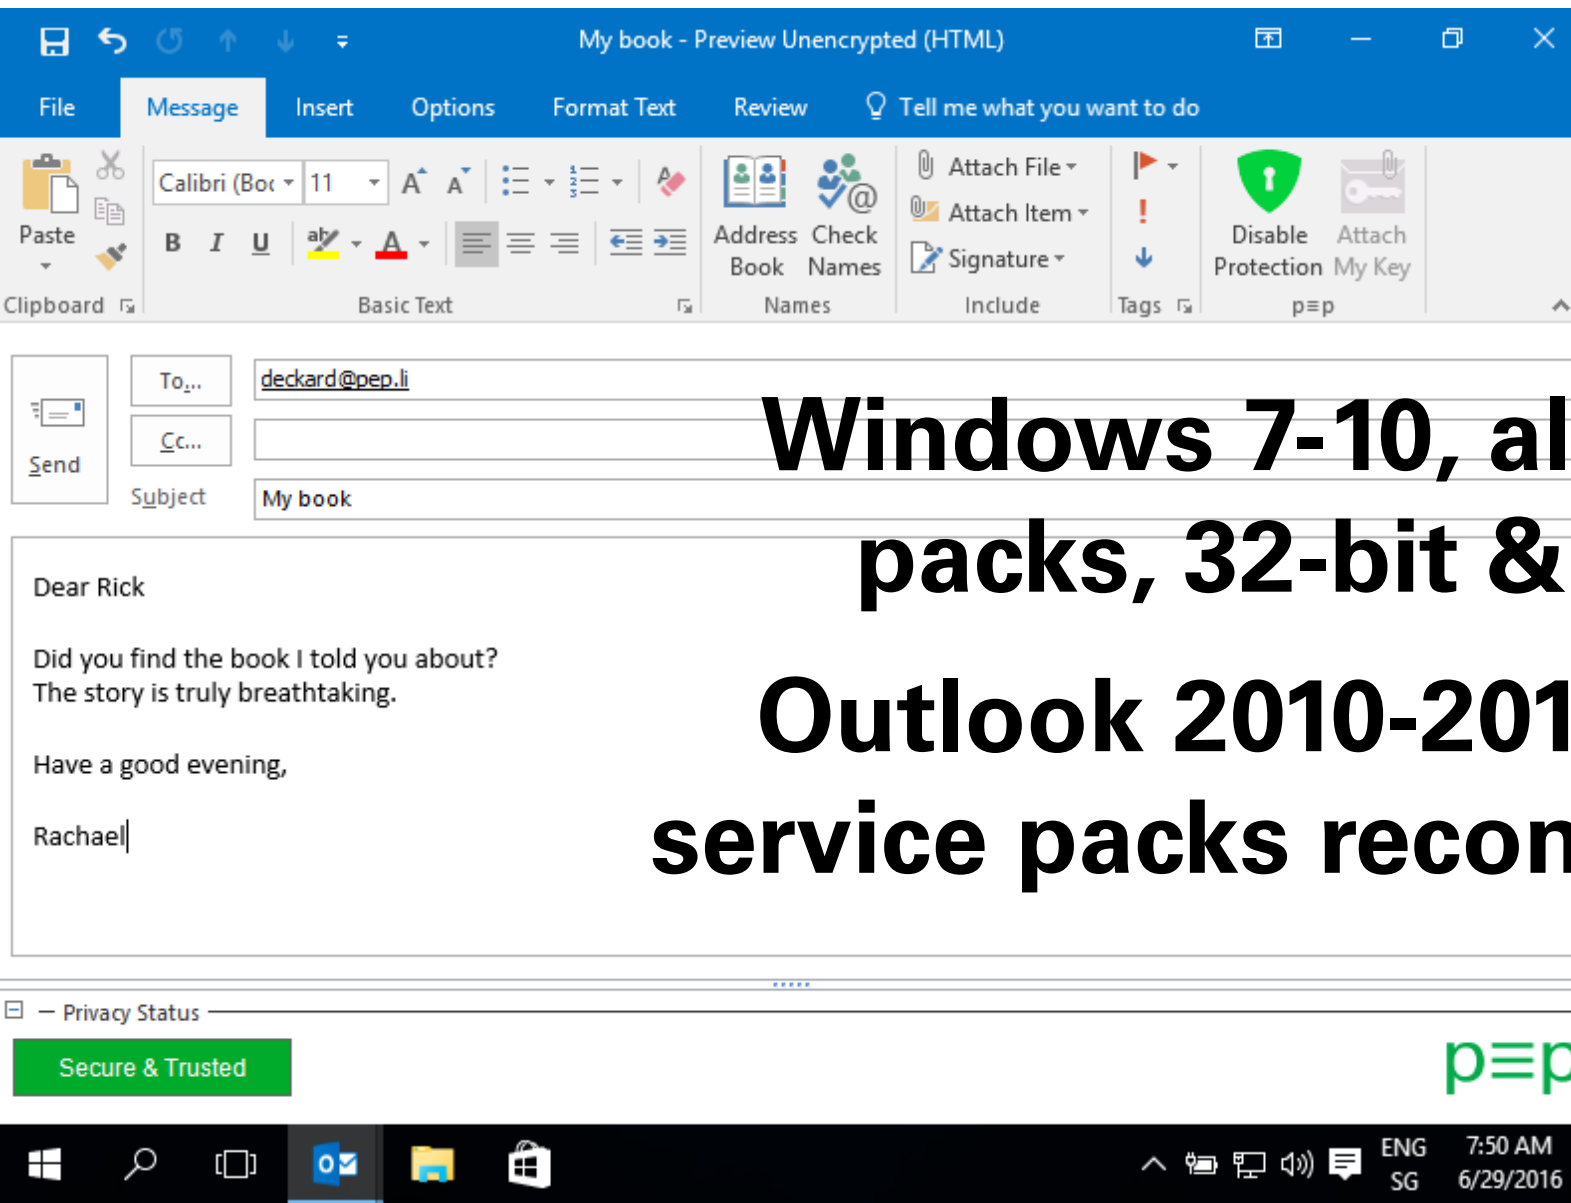 My book - Preview Unencrypted (HTML)
File Message Insert Options Format Text Review Tell me what you want to do
Paste
Clipboard
Calibri (Boo 11
B I U
Basic Text
Address Book
Check Names
Names
Attach File
Attach Item
Signature
Include
Tags
Disable Protection
Attach My Key
p≡p
Send
To...
deckard@pep.li
Cc...
Subject
My book
Windows 7-10, al
packs, 32-bit &
Outlook 2010-201
service packs recom
Dear Rick
Did you find the book I told you about?
The story is truly breathtaking.
Have a good evening,
Rachael
Privacy Status
Secure & Trusted
p≡p
ENG
SG
7:50 AM
6/29/2016